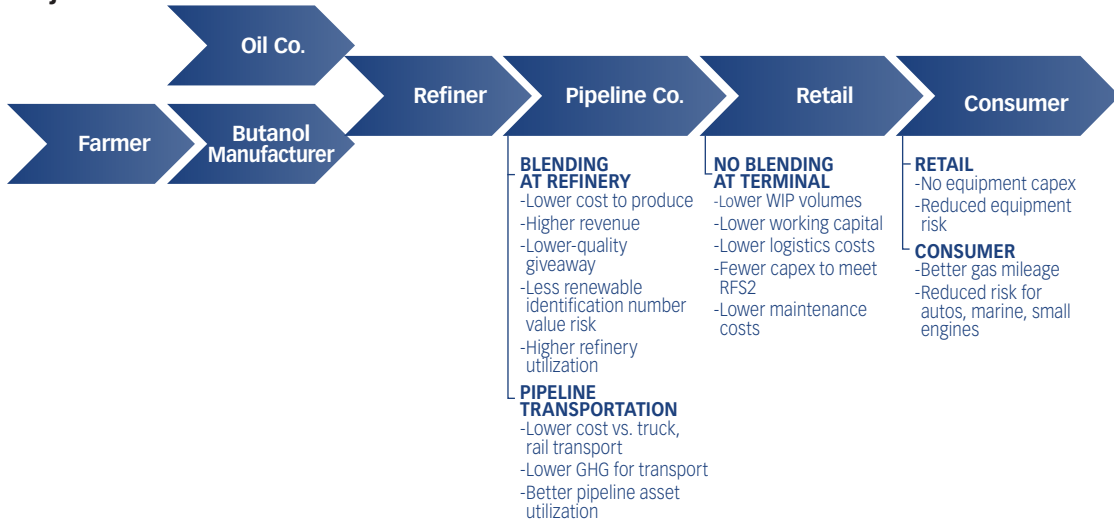 Oil Co.
Farmer
Butanol
Manufacturer
Refiner
Pipeline Co.
Retail
Consumer
BLENDING
AT REFINERY
-Lower cost to produce
-Higher revenue
-Lower-quality
giveaway
-Less renewable
identification number
value risk
-Higher refinery
utilization
PIPELINE
TRANSPORTATION
-Lower cost vs. truck,
rail transport
-Lower GHG for transport
-Better pipeline asset
utilization
NO BLENDING
AT TERMINAL
-Lower WIP volumes
-Lower working capital
-Lower logistics costs
-Fewer capex to meet
RFS2
-Lower maintenance
costs
RETAIL
-No equipment capex
-Reduced equipment
risk
CONSUMER
-Better gas mileage
-Reduced risk for
autos, marine, small
engines